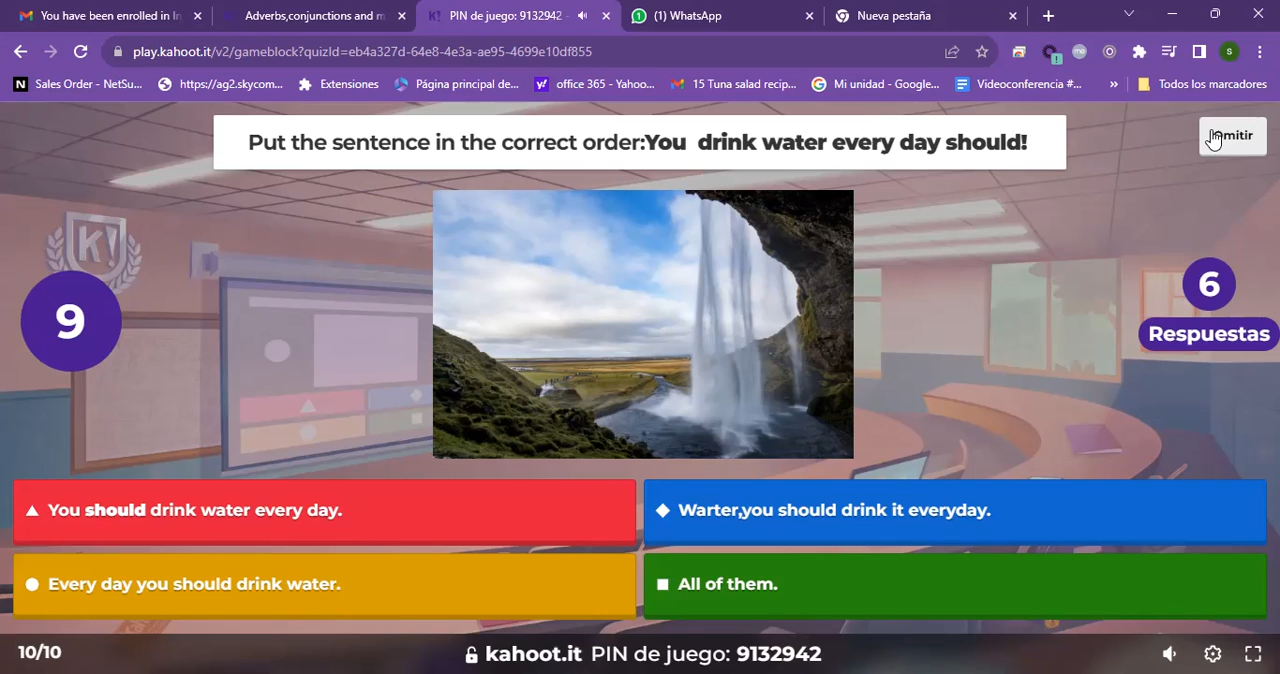 You have been enrolled in In
Adverbs,conjunctions and m
K! PIN de juego: 9132942 -
(1) WhatsApp
Nueva pestaña
play.kahoot.it/v2/gameblock?quizId=eb4a327d-64e8-4e3a-ae95-4699e10df855
S
N Sales Order - NetSu...
https://ag2.skycom...
Extensiones
Página principal de...
office 365 - Yahoo...
15 Tuna salad recip...
Mi unidad - Google...
Videoconferencia #...
»
Todos los marcadores
Put the sentence in the correct order:You drink water every day should!
K!
9
6
Respuestas
You should drink water every day.
Warter,you should drink it everyday.
Every day you should drink water.
All of them.
10/10
kahoot.it PIN de juego: 9132942